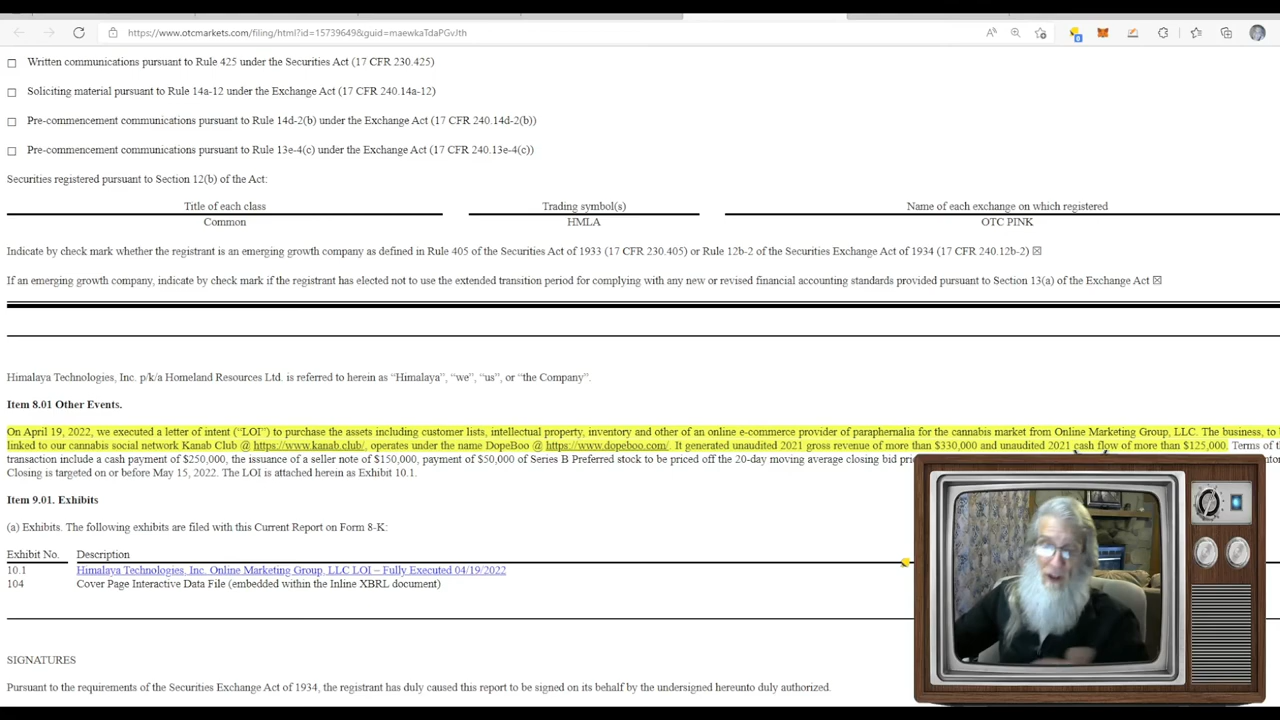 https://www.otcmarkets.com/filing/html?id=15739649&guid=maewkaTdaPGvJth
☐ Written communications pursuant to Rule 425 under the Securities Act (17 CFR 230.425)
☐ Soliciting material pursuant to Rule 14a-12 under the Exchange Act (17 CFR 240.14a-12)
☐ Pre-commencement communications pursuant to Rule 14d-2(b) under the Exchange Act (17 CFR 240.14d-2(b))
☐ Pre-commencement communications pursuant to Rule 13e-4(c) under the Exchange Act (17 CFR 240.13e-4(c))
Securities registered pursuant to Section 12(b) of the Act:
Title of each class Trading symbol(s) Name of each exchange on which registered
Common HMLA OTC PINK
Indicate by check mark whether the registrant is an emerging growth company as defined in Rule 405 of the Securities Act of 1933 (17 CFR 230.405) or Rule 12b-2 of the Securities Exchange Act of 1934 (17 CFR 240.12b-2) ☒
If an emerging growth company, indicate by check mark if the registrant has elected not to use the extended transition period for complying with any new or revised financial accounting standards provided pursuant to Section 13(a) of the Exchange Act ☒
Himalaya Technologies, Inc. p/k/a Homeland Resources Ltd. is referred to herein as “Himalaya”, “we”, “us”, or “the Company”.
Item 8.01 Other Events.
On April 19, 2022, we executed a letter of intent (“LOI”) to purchase the assets including customer lists, intellectual property, inventory and other of an online e-commerce provider of paraphernalia for the cannabis market from Online Marketing Group, LLC. The business, to
linked to our cannabis social network Kanab Club @ https://www.kanab.club/, operates under the name DopeBoo @ https://www.dopeboo.com/. It generated unaudited 2021 gross revenue of more than $330,000 and unaudited 2021 cash flow of more than $125,000. Terms of
transaction include a cash payment of $250,000, the issuance of a seller note of $150,000, payment of $50,000 of Series B Preferred stock to be priced off the 20-day moving average closing bid
Closing is targeted on or before May 15, 2022. The LOI is attached herein as Exhibit 10.1.
Item 9.01. Exhibits
(a) Exhibits. The following exhibits are filed with this Current Report on Form 8-K:
Exhibit No. Description
10.1 Himalaya Technologies, Inc. Online Marketing Group, LLC LOI – Fully Executed 04/19/2022
104 Cover Page Interactive Data File (embedded within the Inline XBRL document)
SIGNATURES
Pursuant to the requirements of the Securities Exchange Act of 1934, the registrant has duly caused this report to be signed on its behalf by the undersigned hereunto duly authorized.